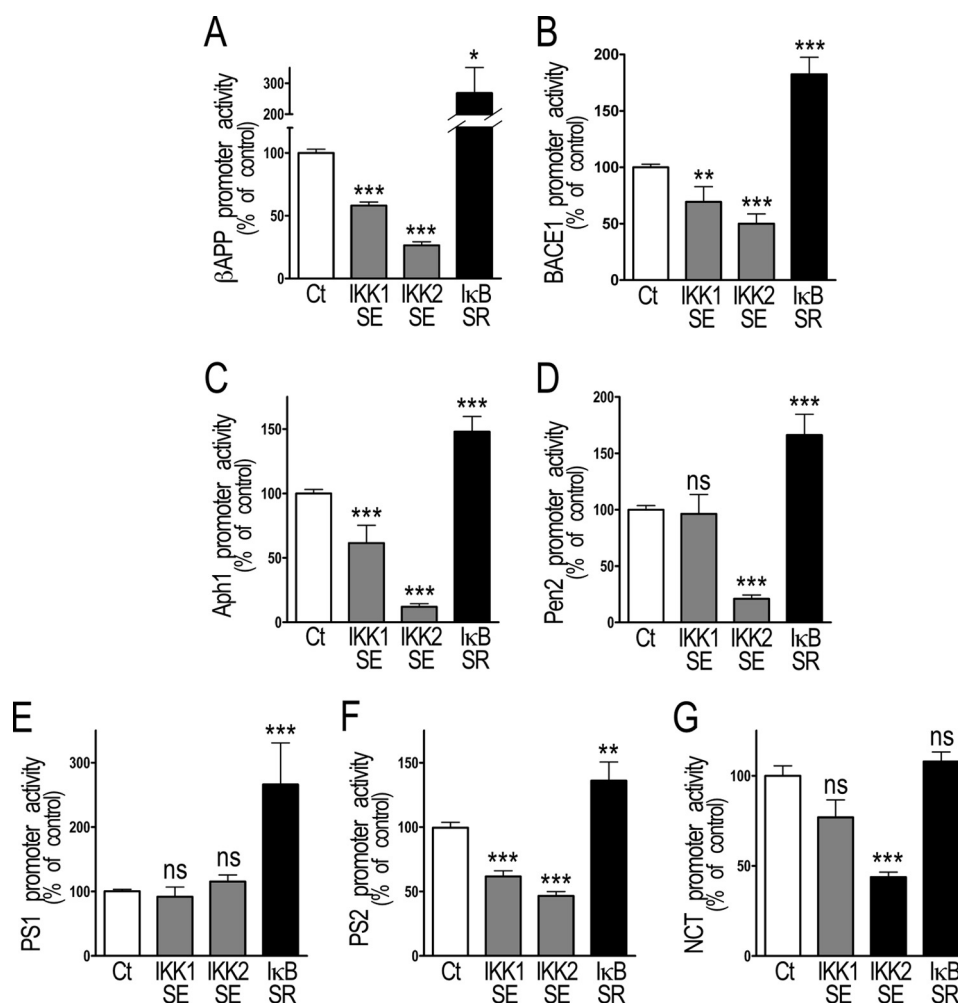 A
βAPP promoter activity
(% of control)
300
200
100
50
0
***
***
*
Ct
IKK1
SE
IKK2
SE
IκB
SR
B
BACE1 promoter activity
(% of control)
200
150
100
50
0
**
***
***
Ct
IKK1
SE
IKK2
SE
IκB
SR
C
Aph1 promoter activity
(% of control)
150
100
50
0
***
***
***
Ct
IKK1
SE
IKK2
SE
IκB
SR
D
Pen2 promoter activity
(% of control)
200
150
100
50
0
ns
***
***
Ct
IKK1
SE
IKK2
SE
IκB
SR
E
PS1 promoter activity
(% of control)
300
200
100
0
ns
ns
***
Ct
IKK1
SE
IKK2
SE
IκB
SR
F
PS2 promoter activity
(% of control)
150
100
50
0
***
***
**
Ct
IKK1
SE
IKK2
SE
IκB
SR
G
NCT promoter activity
(% of control)
100
50
0
ns
***
ns
Ct
IKK1
SE
IKK2
SE
IκB
SR